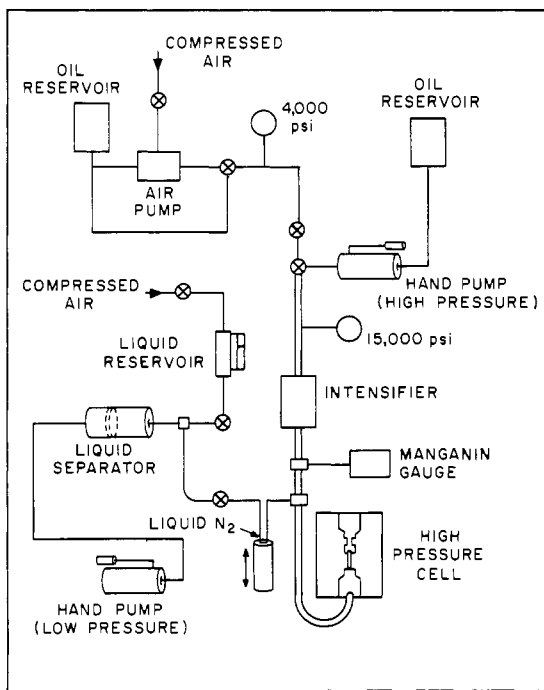 COMPRESSED
AIR
OIL
RESERVOIR
4,000
psi
OIL
RESERVOIR
AIR
PUMP
HAND PUMP
(HIGH PRESSURE)
COMPRESSED
AIR
LIQUID
RESERVOIR
15,000 psi
INTENSIFIER
LIQUID
SEPARATOR
MANGANIN
GAUGE
LIQUID N₂
HIGH
PRESSURE
CELL
HAND PUMP
(LOW PRESSURE)